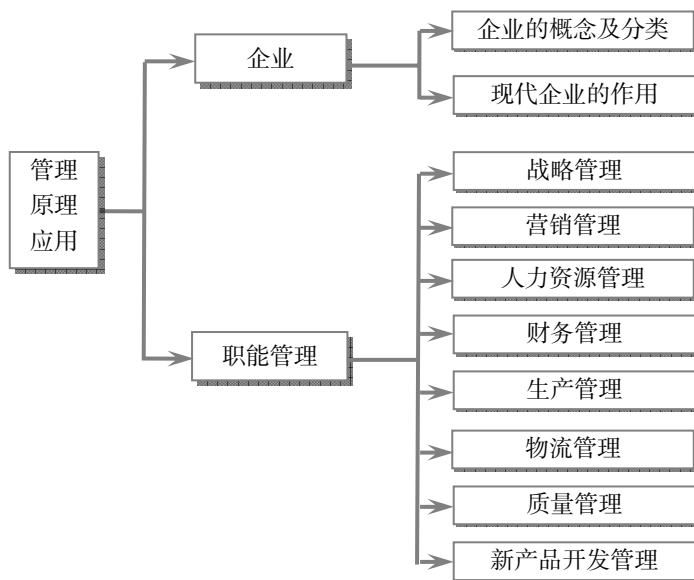 管理
原理
应用
企业
企业的概念及分类
现代企业的作用
职能管理
战略管理
营销管理
人力资源管理
财务管理
生产管理
物流管理
质量管理
新产品开发管理